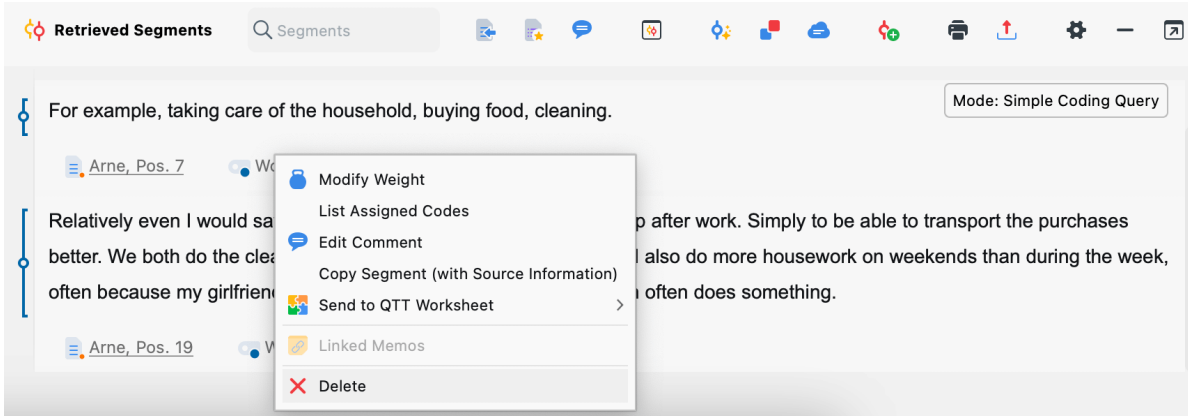 Retrieved Segments
Segments
Mode: Simple Coding Query
For example, taking care of the household, buying food, cleaning.
Arne, Pos. 7
Modify Weight
List Assigned Codes
Relatively even I would p after work. Simply to be able to transport the purchases
Edit Comment
better. We both do the also do more housework on weekends than during the week,
Copy Segment (with Source Information)
often because my often does something.
Send to QTT Worksheet
Linked Memos
Arne, Pos. 19
Delete